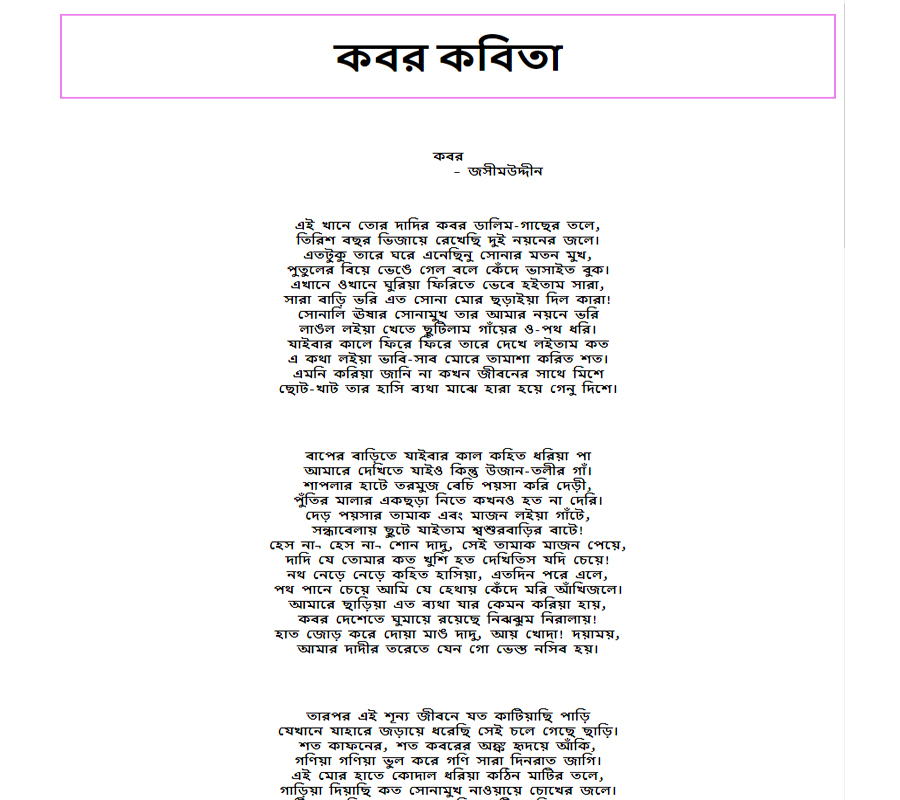 কবর কবিতা
কবর
- জসীমউদ্দীন
এই খানে তোর দাদির কবর ডালিম-গাছের তলে,
তিরিশ বছর ভিজায়ে রেখেছি দুই নয়নের জলে।
এতটুকু তারে ঘরে এনেছিনু সোনার মতন মুখ,
পুতুলের বিয়ে ভেঙে গেল বলে কেঁদে ভাসাইত বুক।
এখানে ওখানে ঘুরিয়া ফিরিতে ভেবে হইতাম সারা,
সারা বাড়ি ভরি এত সোনা মোর ছড়াইয়া দিল কারা!
সোনালি ঊষার সোনামুখ তার আমার নয়নে ভরি
লাঙল লইয়া খেতে ছুটিলাম গাঁয়ের ও-পথ ধরি।
যাইবার কালে ফিরে ফিরে তারে দেখে লইতাম কত
এ কথা লইয়া ভাবি-সাব মোরে তামাশা করিত শত।
এমনি করিয়া জানি না কখন জীবনের সাথে মিশে
ছোট-খাট তার হাসি ব্যথা মাঝে হারা হয়ে গেনু দিশে।
বাপের বাড়িতে যাইবার কাল কহিত ধরিয়া পা
আমারে দেখিতে যাইও কিন্তু উজান-তলীর গাঁ।
শাপলার হাটে তরমুজ বেচি পয়সা করি দেড়ী,
পুঁতির মালার একছড়া নিতে কখনও হত না দেরি।
দেড় পয়সার তামাক এবং মাজন লইয়া গাঁটে,
সন্ধাবেলায় ছুটে যাইতাম শ্বশুরবাড়ির বাটে!
হেস না¬ হেস না¬ শোন দাদু, সেই তামাক মাজন পেয়ে,
দাদি যে তোমার কত খুশি হত দেখিতিস যদি চেয়ে!
নথ নেড়ে নেড়ে কহিত হাসিয়া, এতদিন পরে এলে,
পথ পানে চেয়ে আমি যে হেথায় কেঁদে মরি আঁখিজলে।
আমারে ছাড়িয়া এত ব্যথা যার কেমন করিয়া হায়,
কবর দেশেতে ঘুমায়ে রয়েছে নিঝঝুম নিরালায়!
হাত জোড় করে দোয়া মাঙ দাদু, আয় খোদা! দয়াময়,
আমার দাদীর তরেতে যেন গো ভেস্ত নসিব হয়।
তারপর এই শূন্য জীবনে যত কাটিয়াছি পাড়ি
যেখানে যাহারে জড়ায়ে ধরেছি সেই চলে গেছে ছাড়ি।
শত কাফনের, শত কবরের অঙ্ক হৃদয়ে আঁকি,
গণিয়া গণিয়া ভুল করে গণি সারা দিনরাত জাগি।
এই মোর হাতে কোদাল ধরিয়া কঠিন মাটির তলে,
গাড়িয়া দিয়াছি কত সোনামুখ নাওয়ায়ে চোখের জলে।